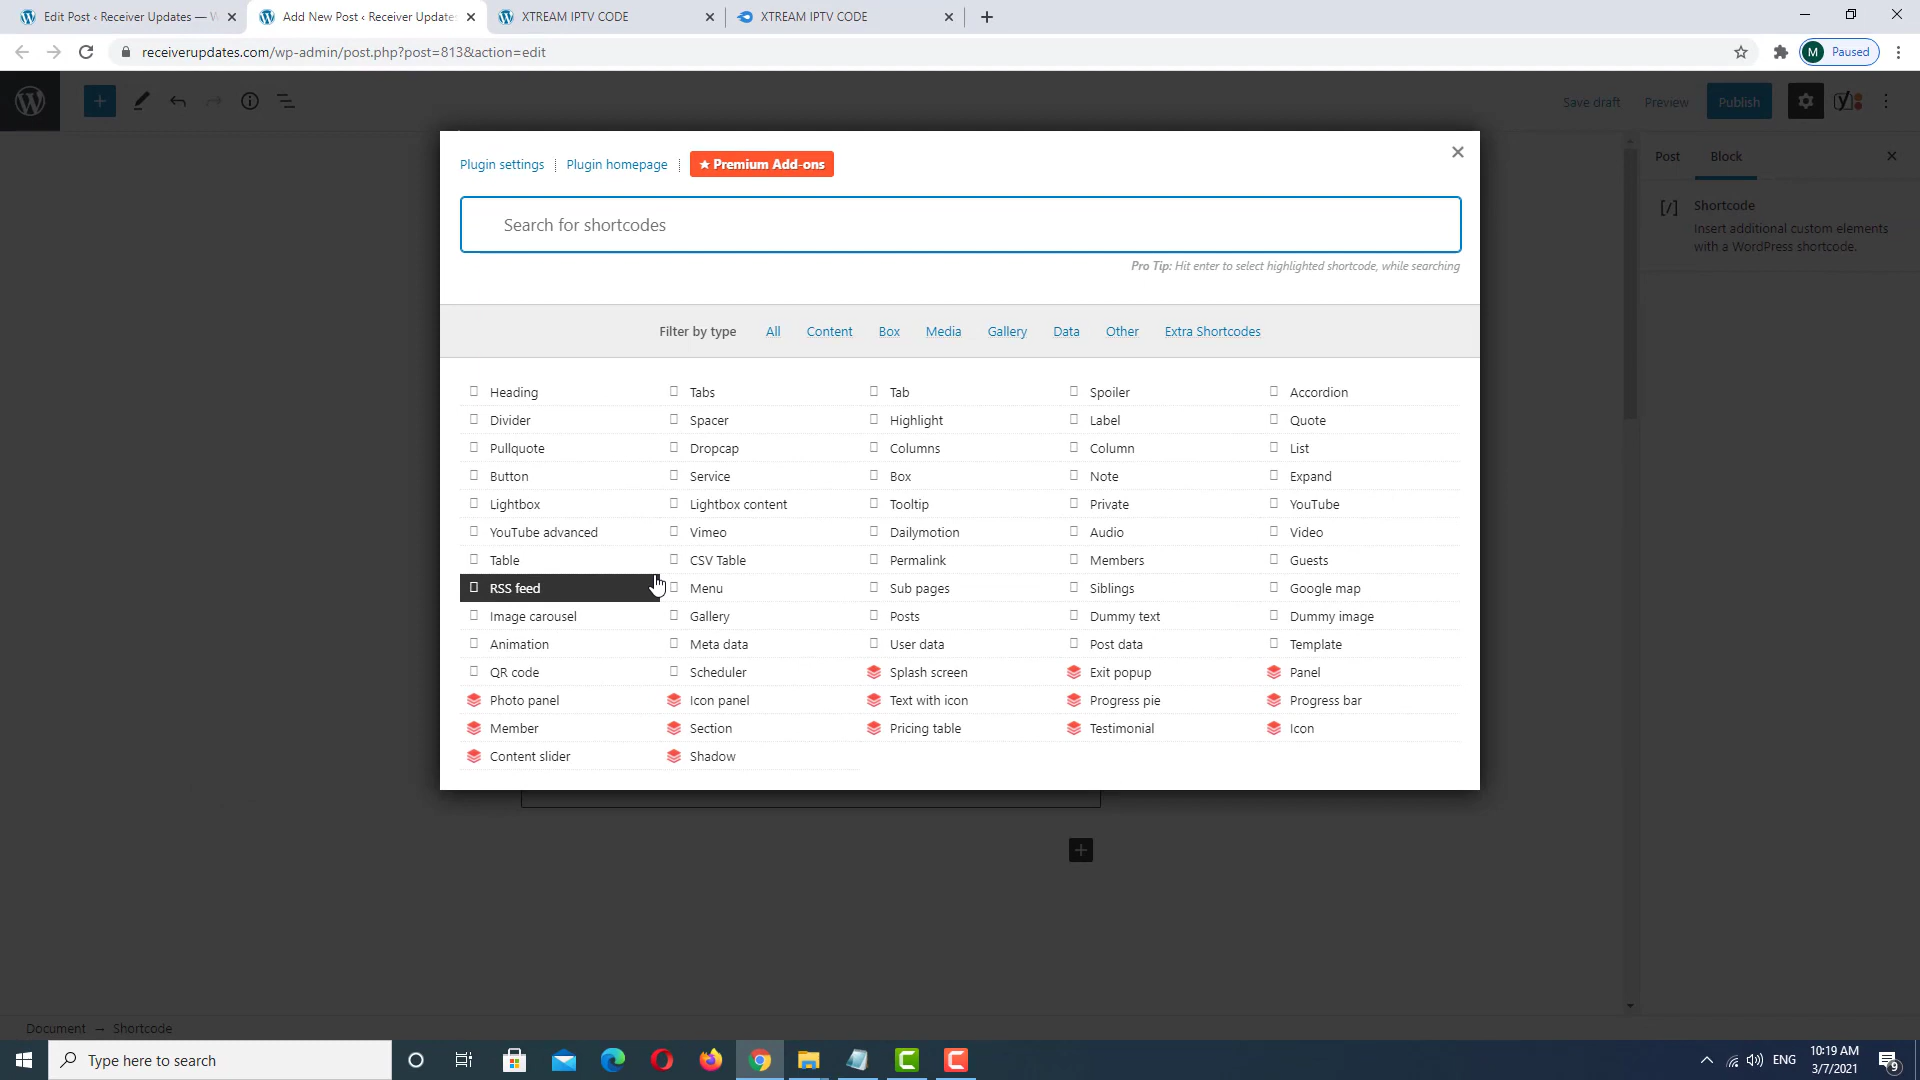 Edit Post ‹ Receiver Updates — W
Add New Post ‹ Receiver Updates
XTREAM IPTV CODE
XTREAM IPTV CODE
receiverupdates.com/wp-admin/post.php?post=813&action=edit
M Paused
Save draft
Preview
Publish
Plugin settings
Plugin homepage
★ Premium Add-ons
Post
Block
Search for shortcodes
[/]
Shortcode
Insert additional custom elements
with a WordPress shortcode.
Pro Tip: Hit enter to select highlighted shortcode, while searching
Filter by type All Content Box Media Gallery Data Other Extra Shortcodes
Heading Tabs Tab Spoiler Accordion
Divider Spacer Highlight Label Quote
Pullquote Dropcap Columns Column List
Button Service Box Note Expand
Lightbox Lightbox content Tooltip Private YouTube
YouTube advanced Vimeo Dailymotion Audio Video
Table CSV Table Permalink Members Guests
RSS feed Menu Sub pages Siblings Google map
Image carousel Gallery Posts Dummy text Dummy image
Animation Meta data User data Post data Template
QR code Scheduler Splash screen Exit popup Panel
Photo panel Icon panel Text with icon Progress pie Progress bar
Member Section Pricing table Testimonial Icon
Content slider Shadow
Document → Shortcode
Type here to search
ENG
10:19 AM
3/7/2021
9